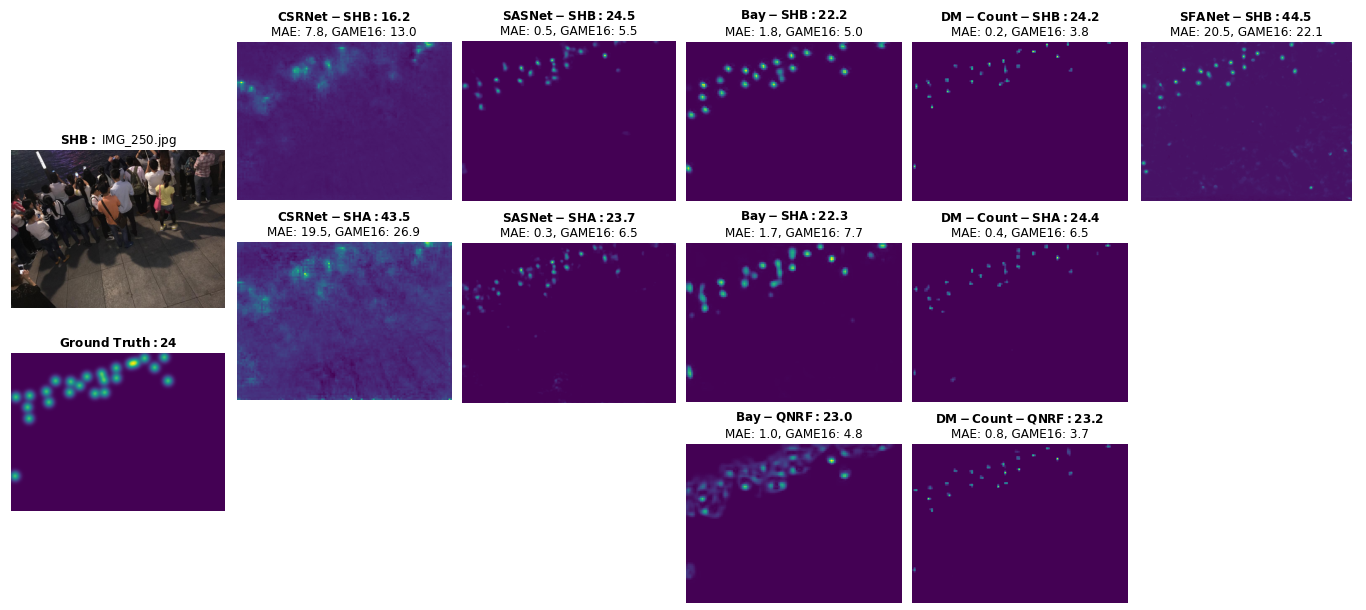 CSRNet−SHB: 16.2
MAE: 7.8, GAME16: 13.0
SASNet−SHB: 24.5
MAE: 0.5, GAME16: 5.5
Bay−SHB: 22.2
MAE: 1.8, GAME16: 5.0
DM−Count−SHB: 24.2
MAE: 0.2, GAME16: 3.8
SFANet−SHB: 44.5
MAE: 20.5, GAME16: 22.1
SHB: IMG_250.jpg
CSRNet−SHA: 43.5
MAE: 19.5, GAME16: 26.9
SASNet−SHA: 23.7
MAE: 0.3, GAME16: 6.5
Bay−SHA: 22.3
MAE: 1.7, GAME16: 7.7
DM−Count−SHA: 24.4
MAE: 0.4, GAME16: 6.5
Ground Truth: 24
Bay−QNRF: 23.0
MAE: 1.0, GAME16: 4.8
DM−Count−QNRF: 23.2
MAE: 0.8, GAME16: 3.7